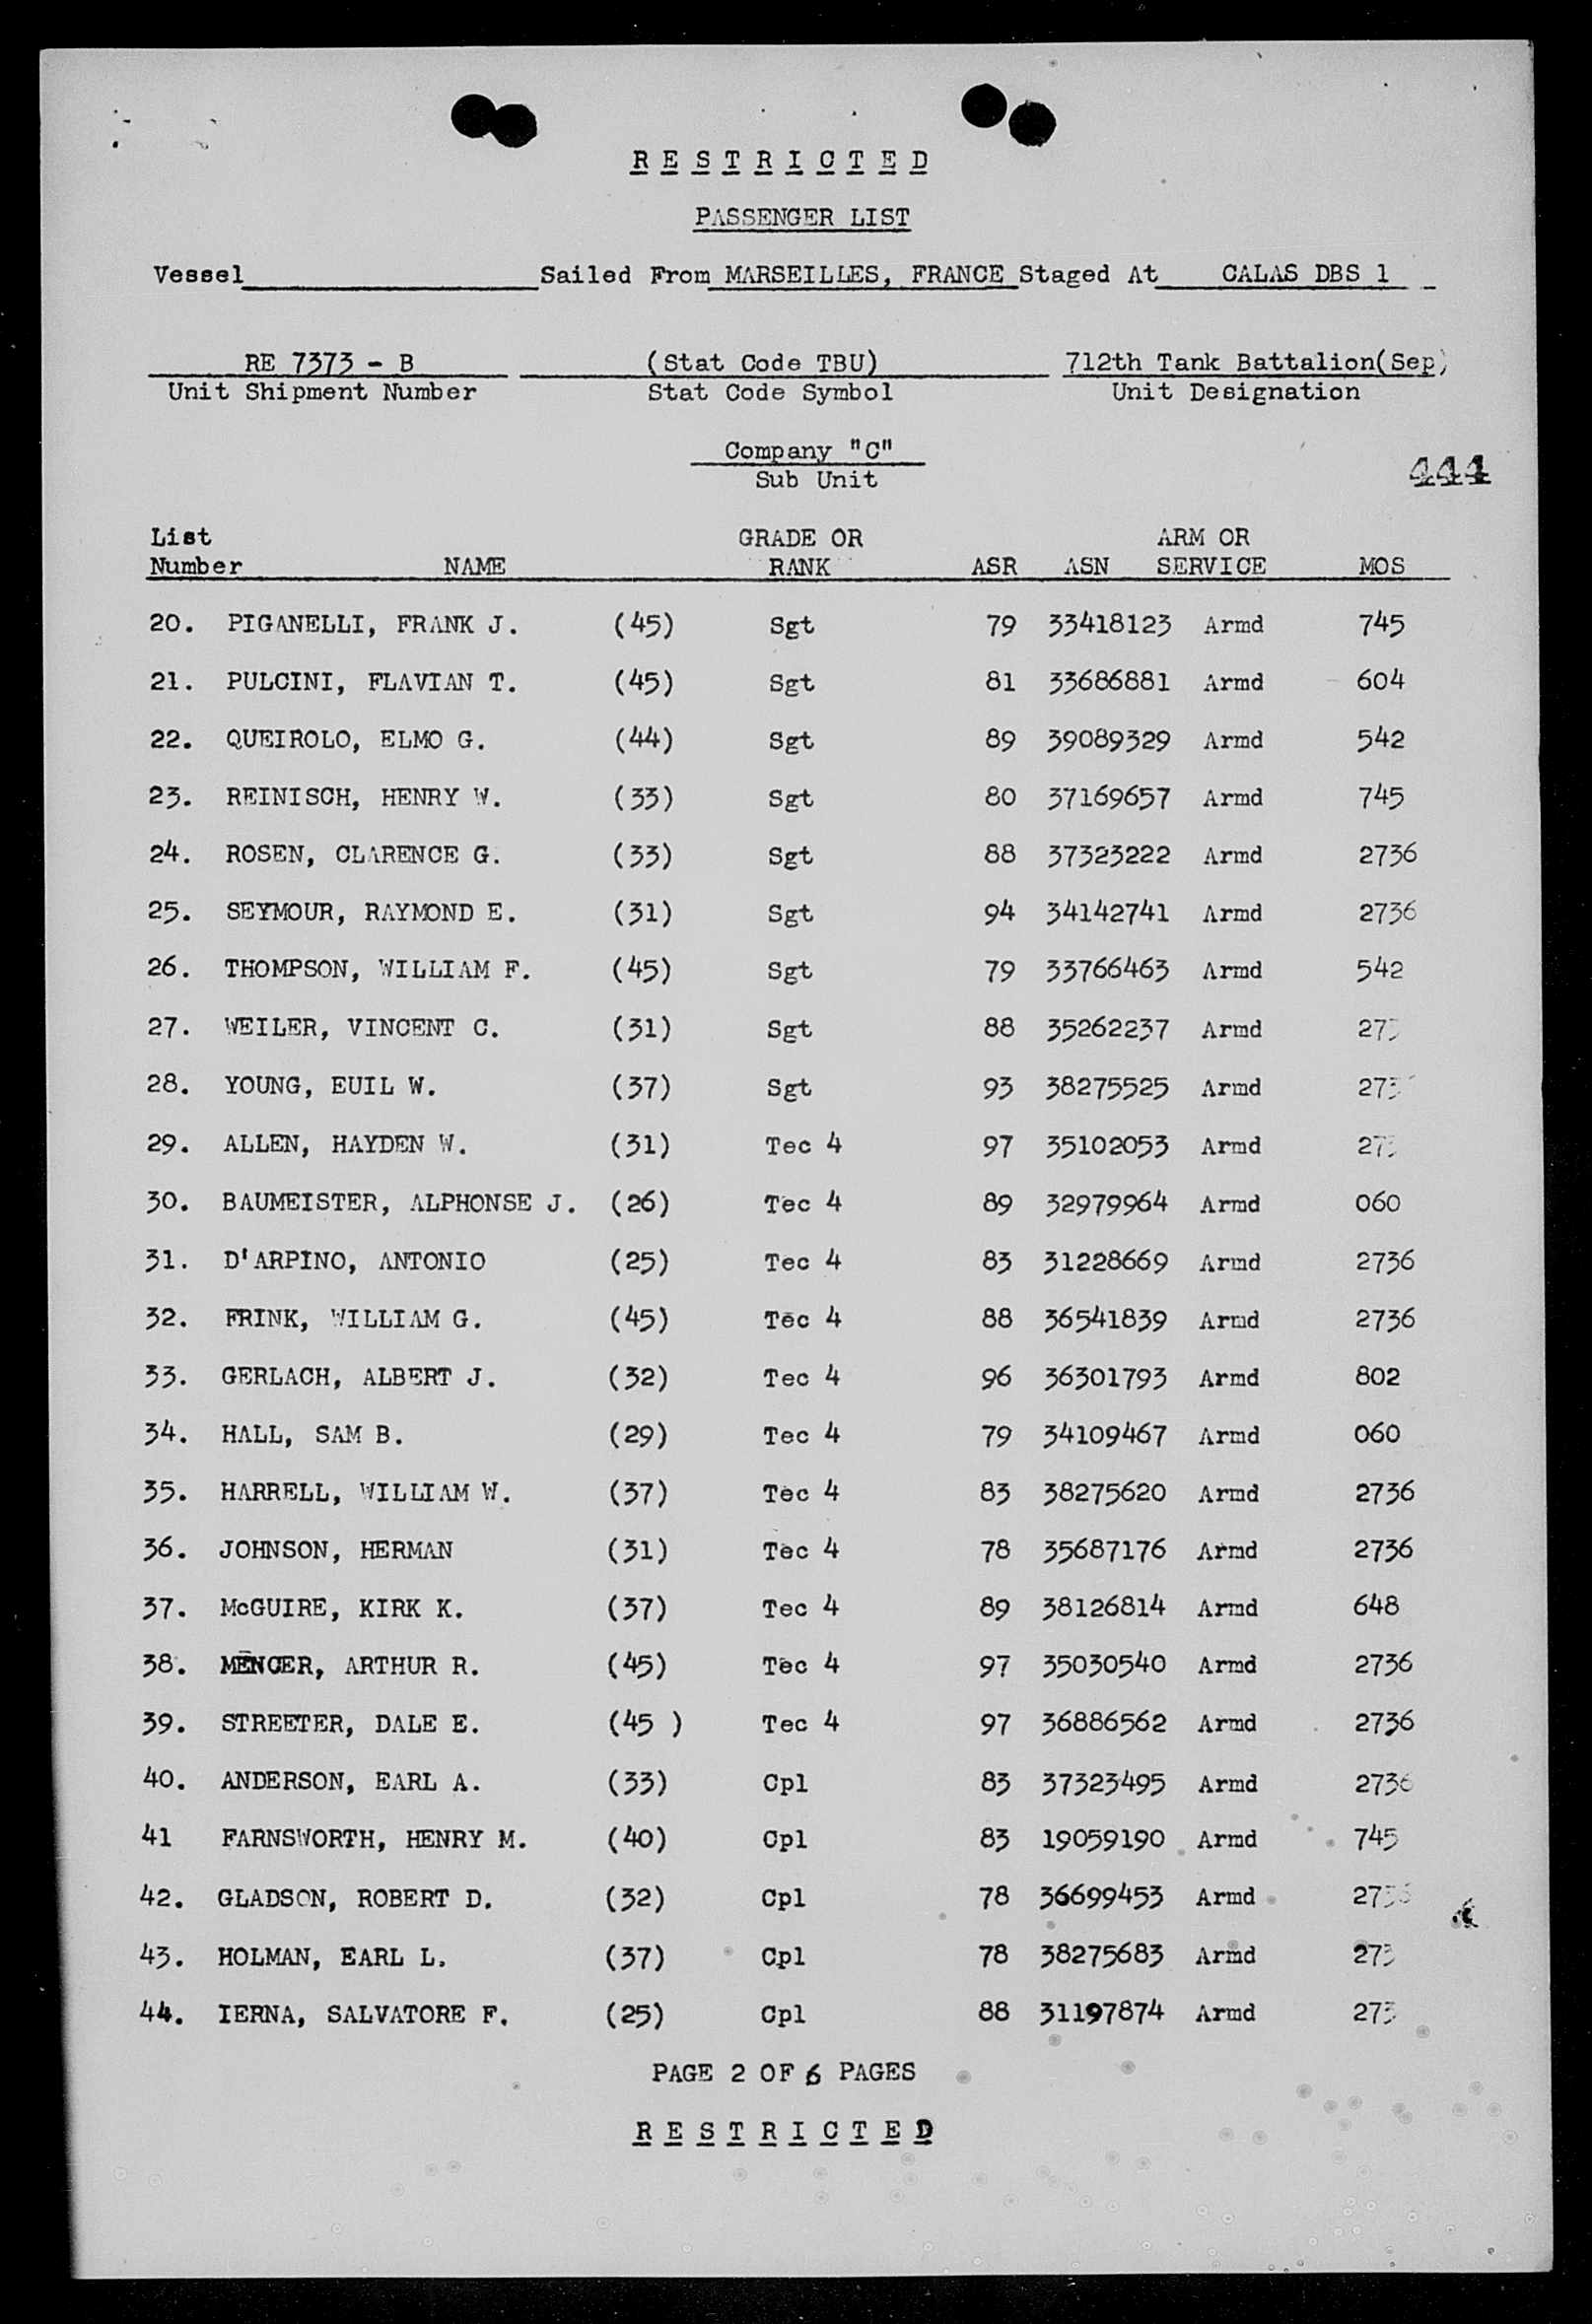 RESTRICTED
PASSENGER LIST
Vessel Sailed From MARSEILLES, FRANCE Staged At CALAS DBS 1
RE 7373 - B (Stat Code TBU) 712th Tank Battalion(Sep)
Unit Shipment Number Stat Code Symbol Unit Designation
Company "C"
Sub Unit
444
List GRADE OR ARM OR
Number NAME RANK ASR ASN SERVICE MOS
20. PIGANELLI, FRANK J. (45) Sgt 79 33418123 Armd 745
21. PULCINI, FLAVIAN T. (45) Sgt 81 33686881 Armd 604
22. QUEIROLO, ELMO G. (44) Sgt 89 39089329 Armd 542
23. REINISCH, HENRY W. (33) Sgt 80 37169657 Armd 745
24. ROSEN, CLARENCE G. (33) Sgt 88 37323222 Armd 2736
25. SEYMOUR, RAYMOND E. (31) Sgt 94 34142741 Armd 2736
26. THOMPSON, WILLIAM F. (45) Sgt 79 33766463 Armd 542
27. WEILER, VINCENT C. (31) Sgt 88 35262237 Armd
28. YOUNG, EUIL W. (37) Sgt 93 38275525 Armd
29. ALLEN, HAYDEN W. (31) Tec 4 97 35102053 Armd
30. BAUMEISTER, ALPHONSE J. (26) Tec 4 89 32979964 Armd 060
31. D'ARPINO, ANTONIO (25) Tec 4 83 31228669 Armd 2736
32. FRINK, WILLIAM G. (45) Tec 4 88 36541839 Armd 2736
33. GERLACH, ALBERT J. (32) Tec 4 96 36301793 Armd 802
34. HALL, SAM B. (29) Tec 4 79 34109467 Armd 060
35. HARRELL, WILLIAM W. (37) Tec 4 83 38275620 Armd 2736
36. JOHNSON, HERMAN (31) Tec 4 78 35687176 Armd 2736
37. McGUIRE, KIRK K. (37) Tec 4 89 38126814 Armd 648
38. MENCER, ARTHUR R. (45) Tec 4 97 35030540 Armd 2736
39. STREETER, DALE E. (45 ) Tec 4 97 36886562 Armd 2736
40. ANDERSON, EARL A. (33) Cpl 83 37323495 Armd 2736
41 FARNSWORTH, HENRY M. (40) Cpl 83 19059190 Armd 745
42. GLADSON, ROBERT D. (32) Cpl 78 36699453 Armd 2736
43. HOLMAN, EARL L. (37) Cpl 78 38275683 Armd
44. IERNA, SALVATORE F. (25) Cpl 88 31197874 Armd
PAGE 2 OF 6 PAGES
RESTRICTED